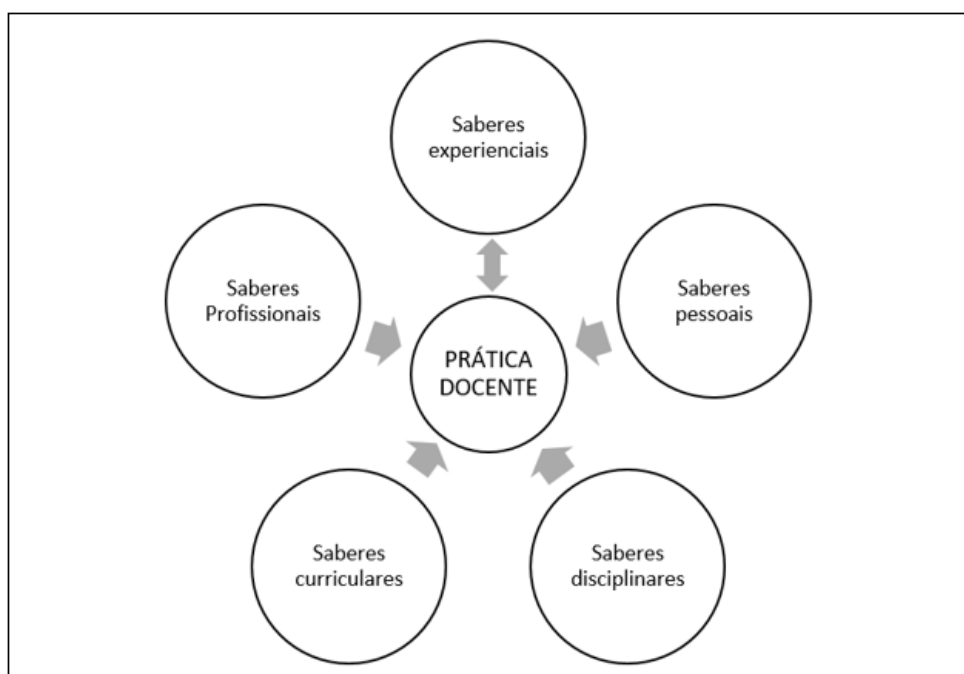 Saberes
experienciais
Saberes
Profissionais
Saberes
pessoais
PRÁTICA
DOCENTE
Saberes
curriculares
Saberes
disciplinares